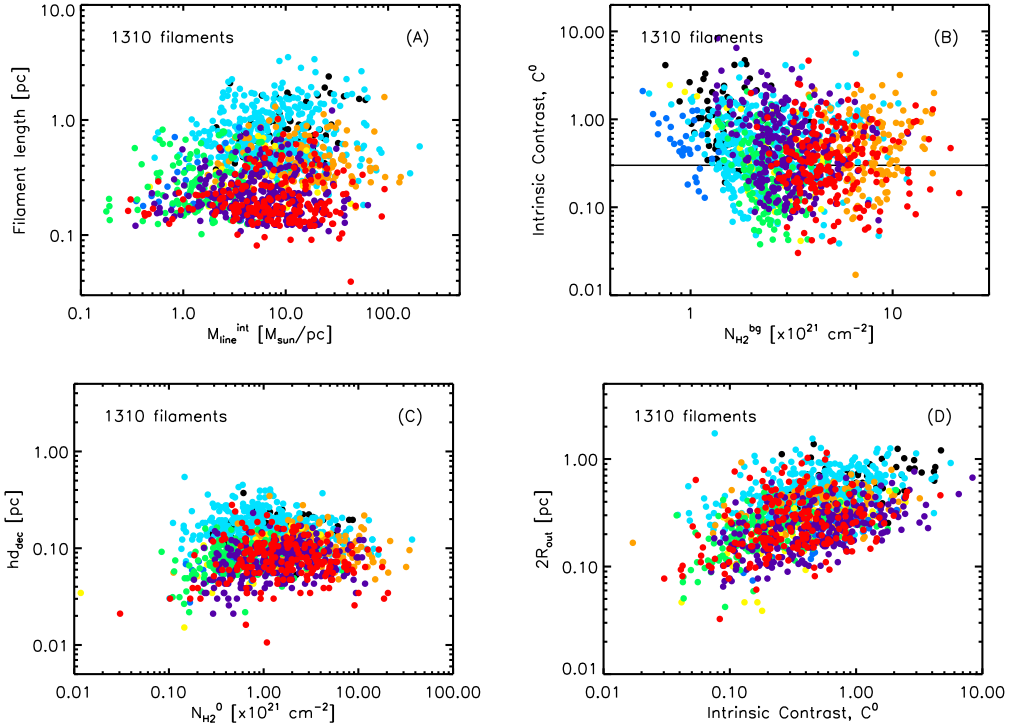 10.0
1310 filaments (A)
Filament length [pc]
1.0
0.1
0.1 1.0 10.0 100.0
M_line^int [M_sun/pc]
10.00
1310 filaments (B)
Intrinsic Contrast, C^0
1.00
0.10
0.01
1 10
N_H2^bg [x10^21 cm^-2]
1310 filaments (C)
1.00
hd_dec [pc]
0.10
0.01
0.01 0.10 1.00 10.00 100.00
N_H2^0 [x10^21 cm^-2]
1310 filaments (D)
1.00
2R_out [pc]
0.10
0.01
0.01 0.10 1.00 10.00
Intrinsic Contrast, C^0